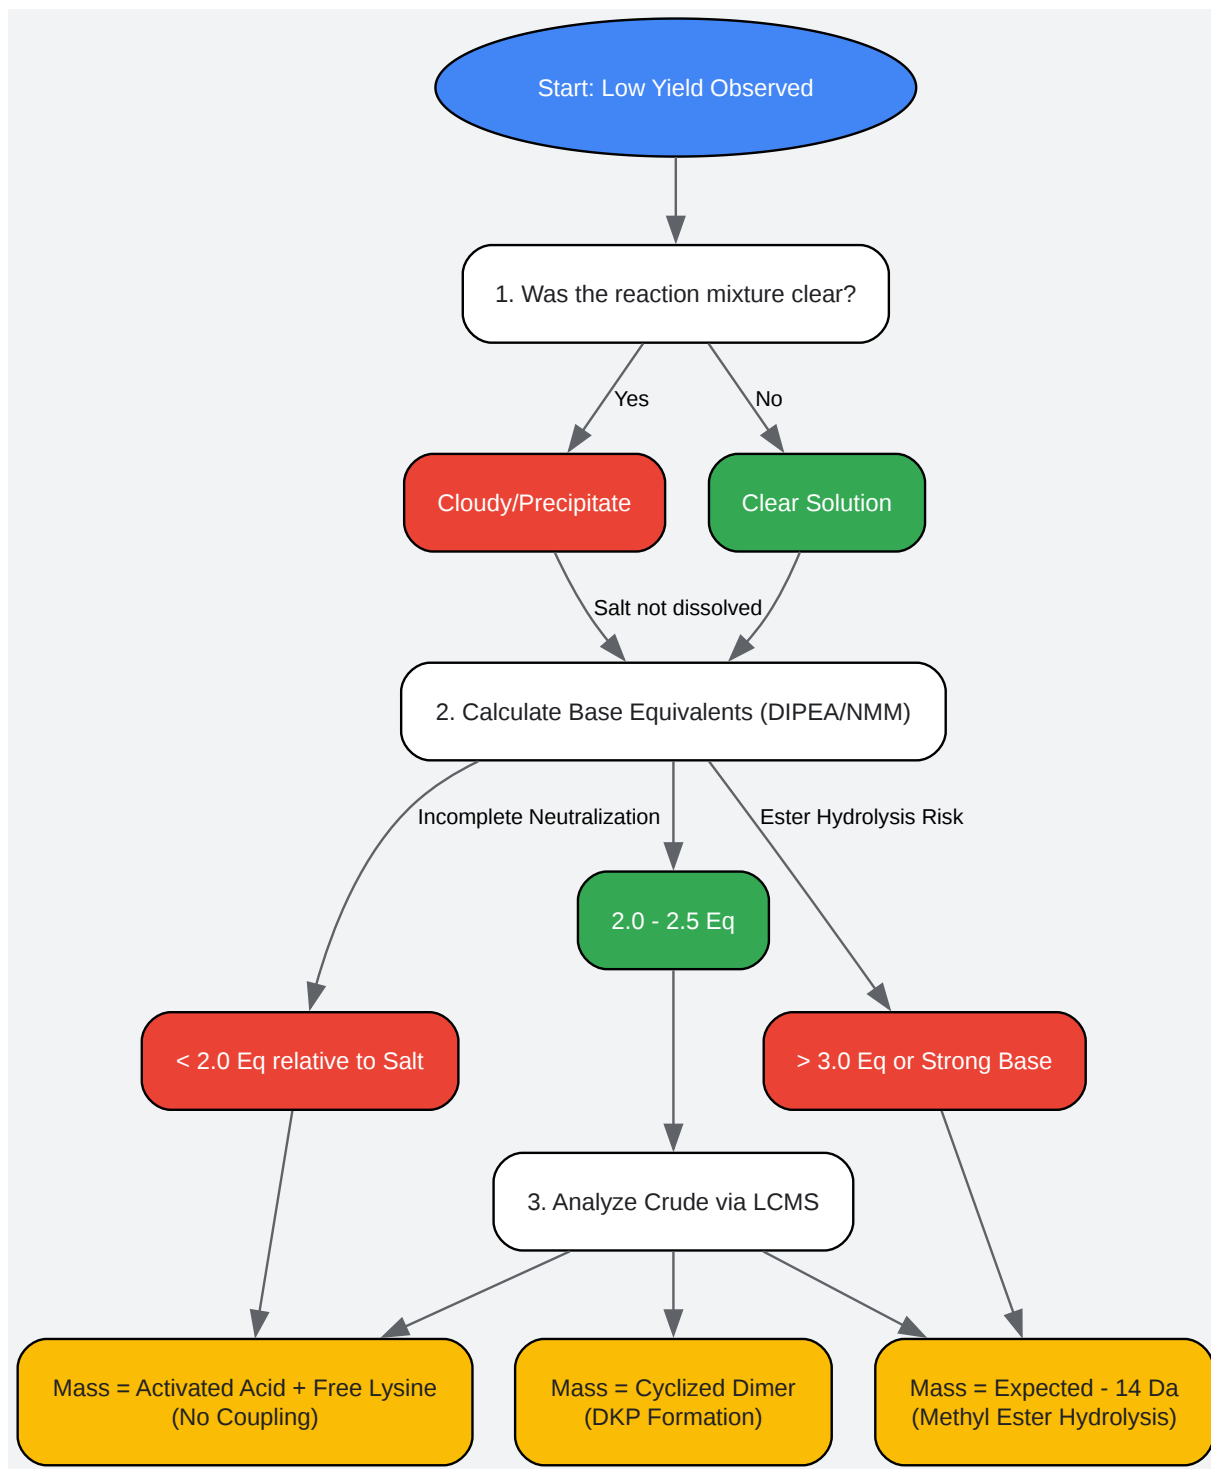 Start: Low Yield Observed
1. Was the reaction mixture clear?
Yes
No
Cloudy/Precipitate
Clear Solution
Salt not dissolved
2. Calculate Base Equivalents (DIPEA/NMM)
Incomplete Neutralization
Ester Hydrolysis Risk
2.0 - 2.5 Eq
< 2.0 Eq relative to Salt
> 3.0 Eq or Strong Base
3. Analyze Crude via LCMS
Mass = Activated Acid + Free Lysine
(No Coupling)
Mass = Cyclized Dimer
(DKP Formation)
Mass = Expected - 14 Da
(Methyl Ester Hydrolysis)